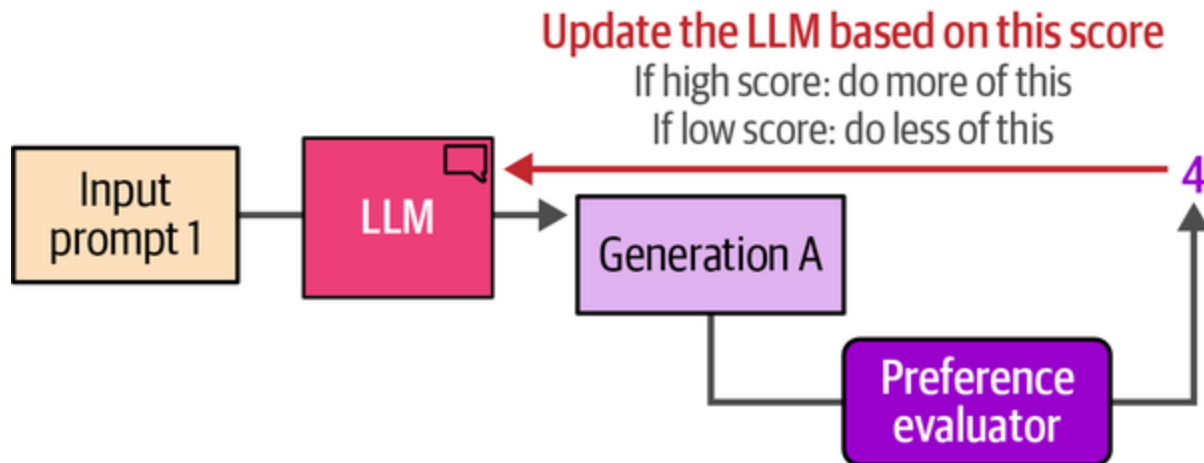 Update the LLM based on this score
If high score: do more of this
If low score: do less of this
Input
prompt 1
LLM
4
Generation A
Preference
evaluator